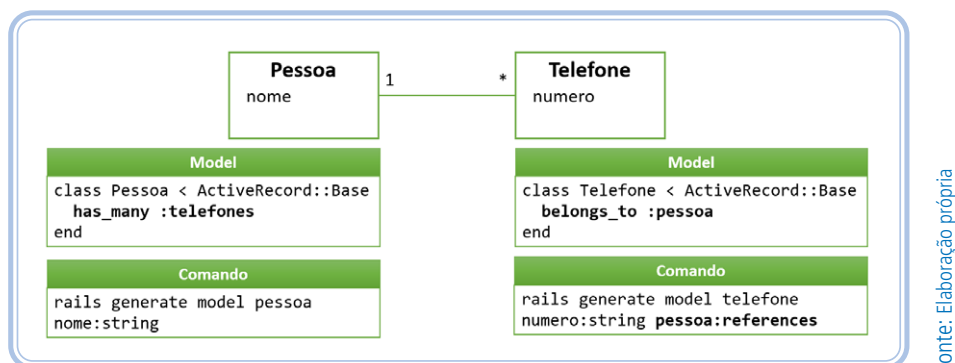 Pessoa
nome
1
*
Telefone
numero
Model
class Pessoa < ActiveRecord::Base
has_many :telefones
end
Comando
rails generate model pessoa
nome:string
Model
class Telefone < ActiveRecord::Base
belongs_to :pessoa
end
Comando
rails generate model telefone
numero:string pessoa:references
onte: Elaboração própria